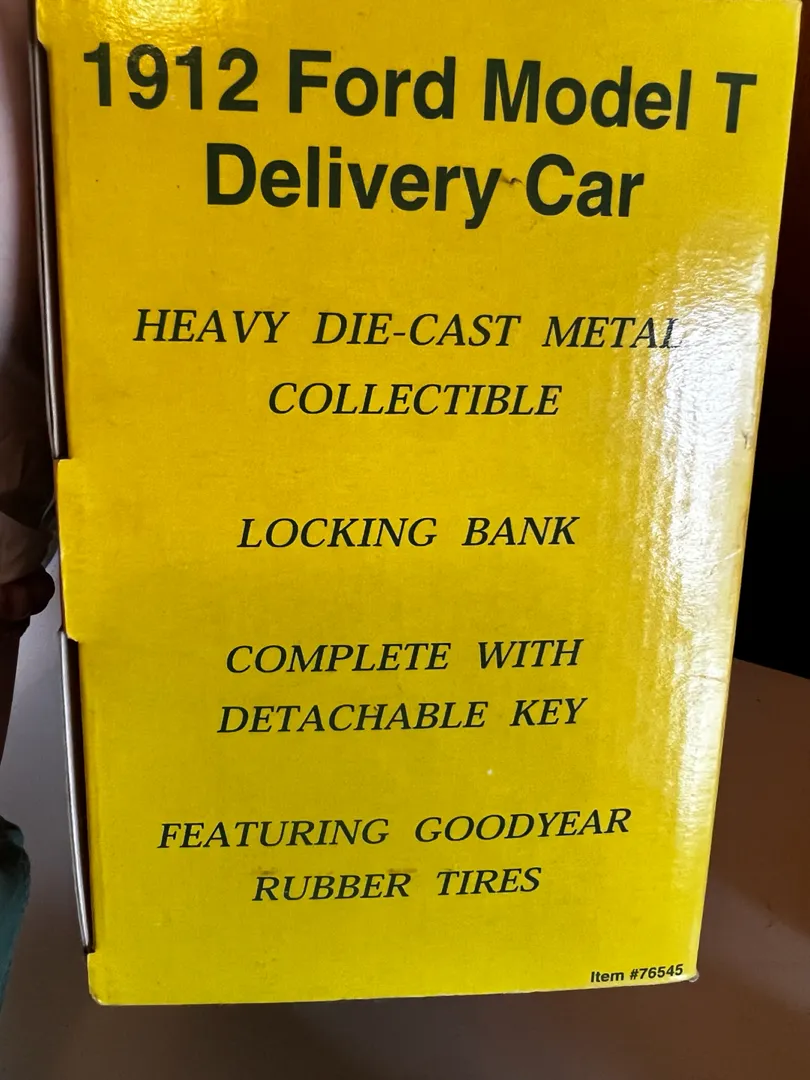 1912 Ford Model T
Delivery Car
HEAVY DIE-CAST METAL
COLLECTIBLE
LOCKING BANK
COMPLETE WITH
DETACHABLE KEY
FEATURING GOODYEAR
RUBBER TIRES
Item #76545